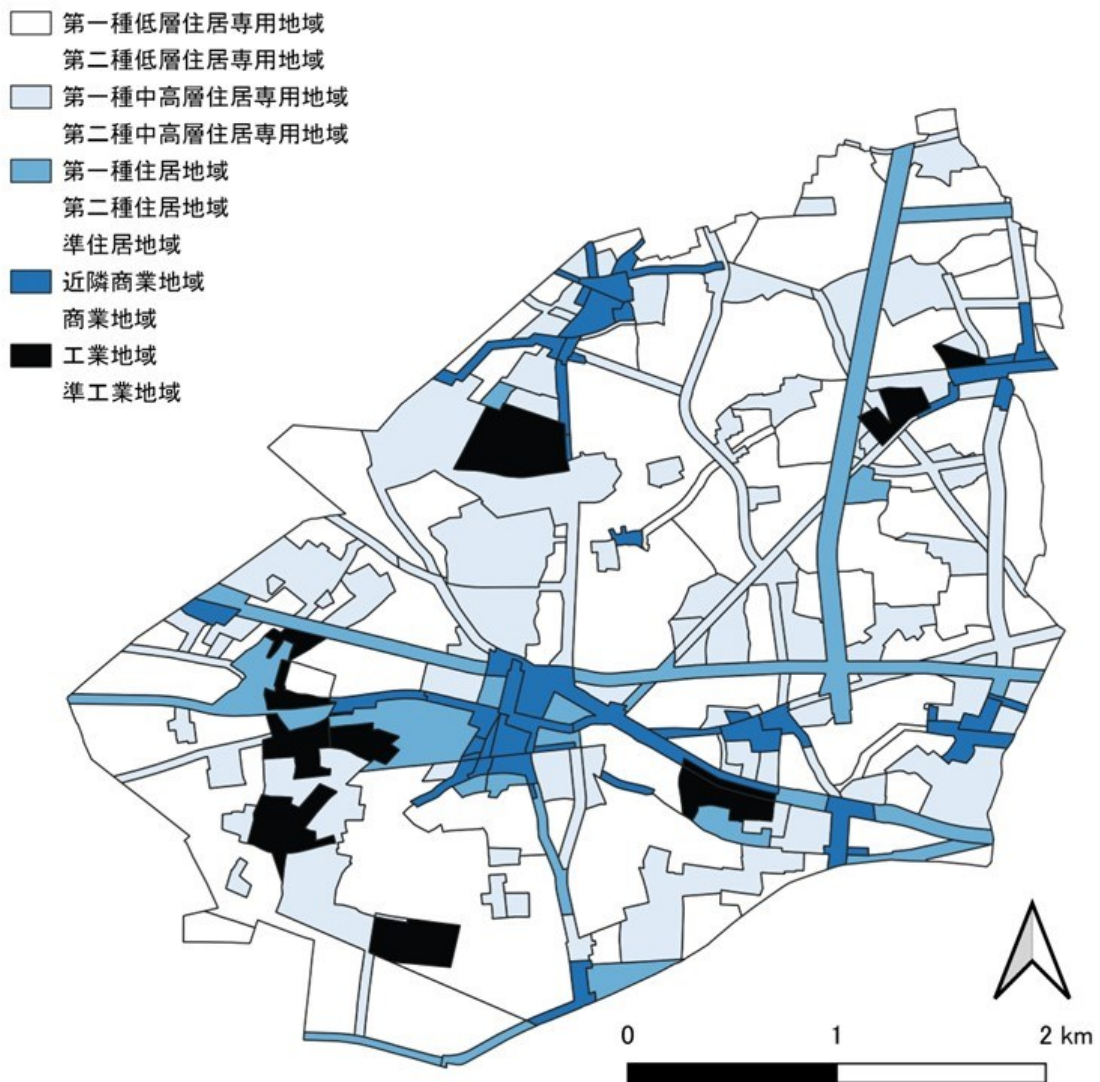 第一種低層住居専用地域
第二種低層住居専用地域
第一種中高層住居専用地域
第二種中高層住居専用地域
第一種住居地域
第二種住居地域
準住居地域
近隣商業地域
商業地域
工業地域
準工業地域
0 1 2 km